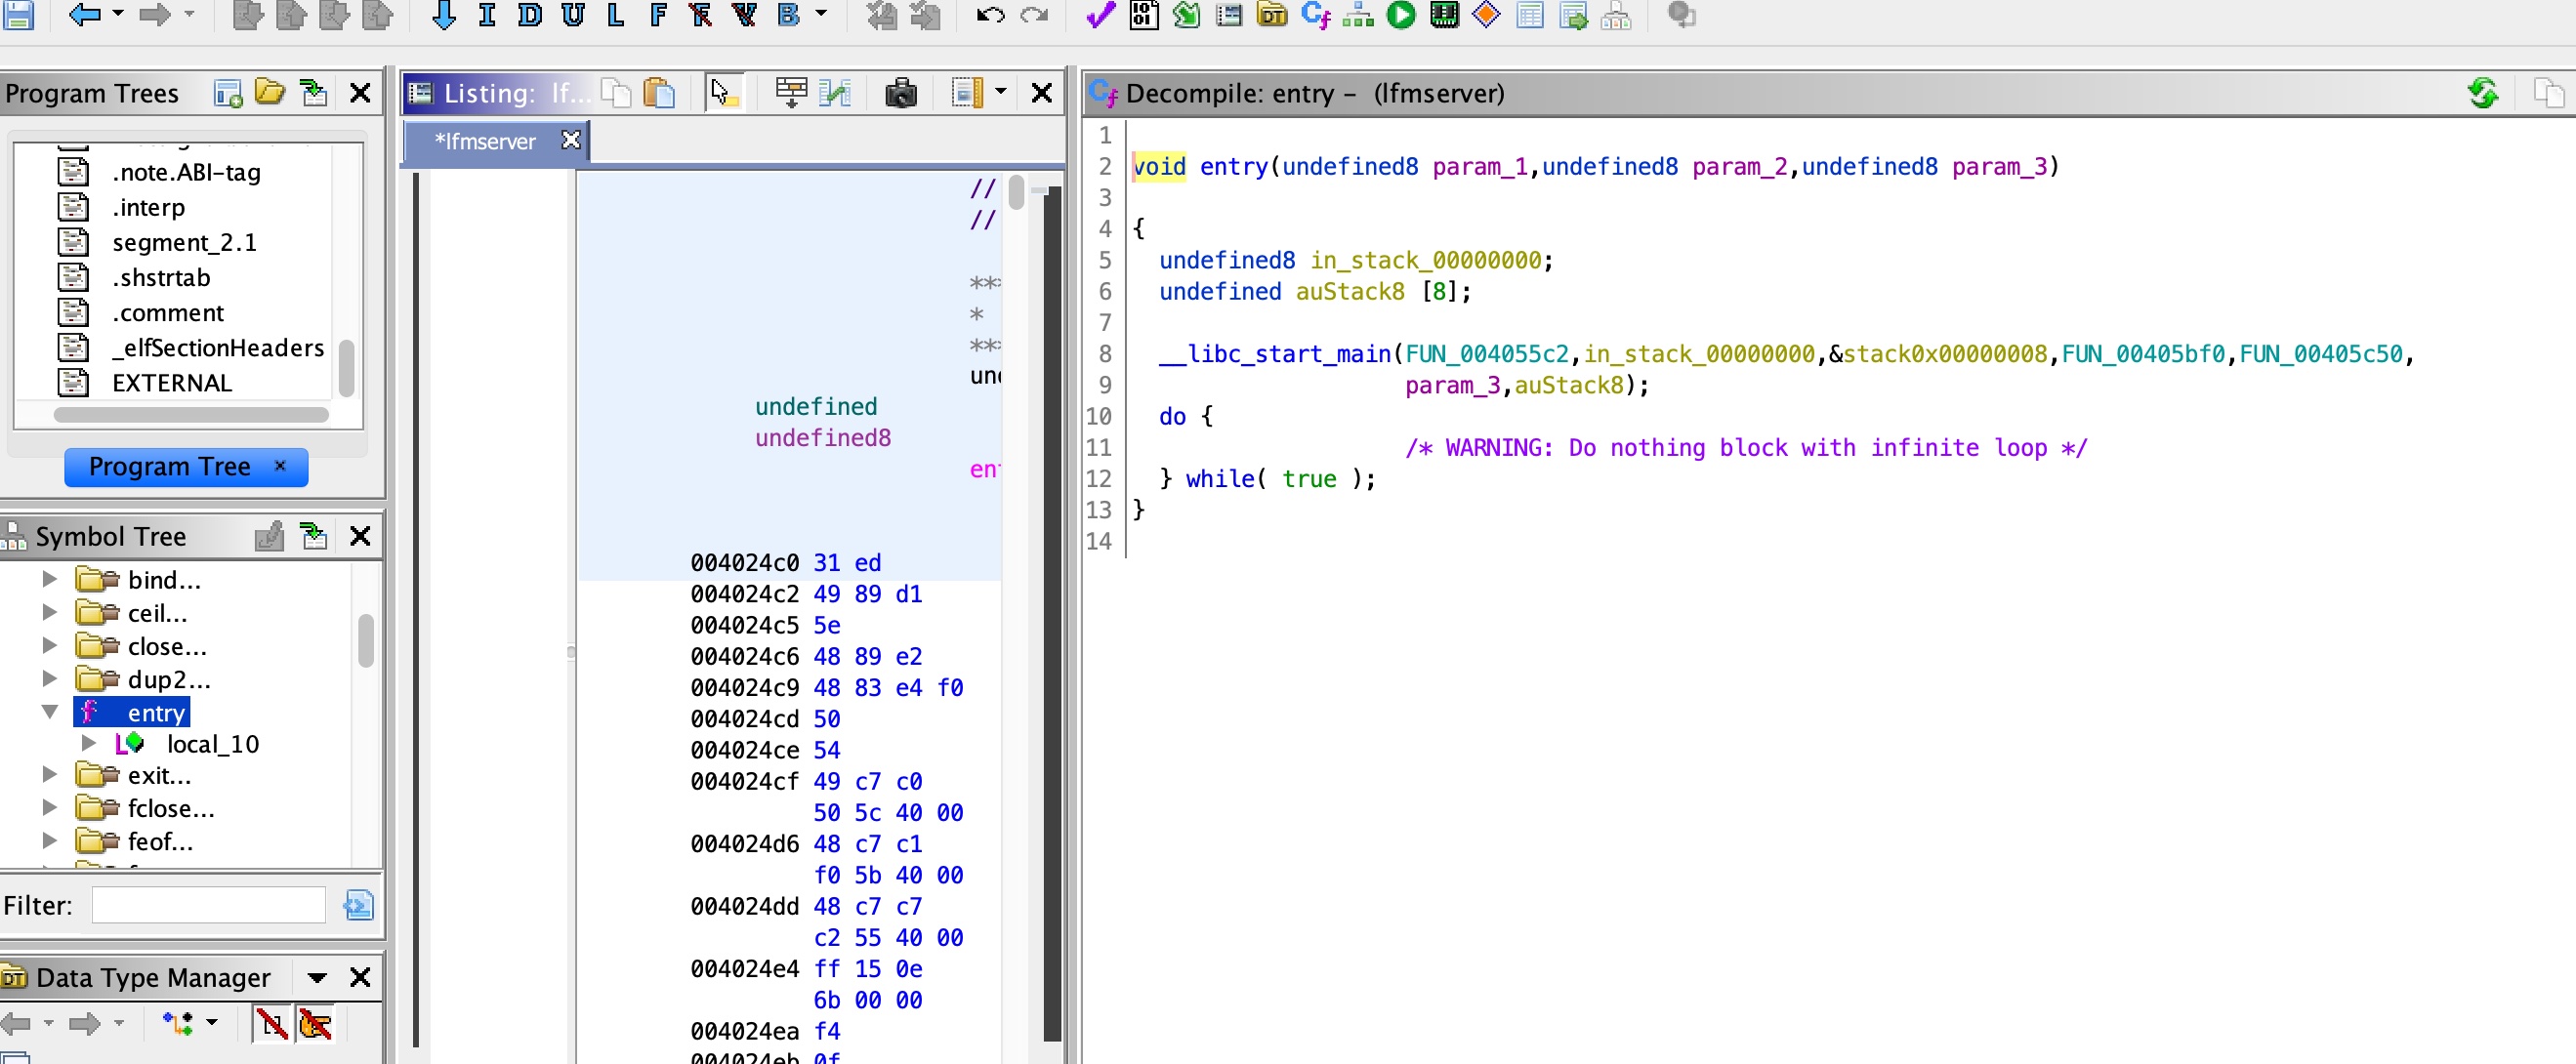 I D U L F F V B
Program Trees
.note.ABI-tag
.interp
segment_2.1
.shstrtab
.comment
_elfSectionHeaders
EXTERNAL
Program Tree ×
Symbol Tree
bind...
ceil...
close...
dup2...
entry
local_10
exit...
fclose...
feof...
Filter:
Data Type Manager
Listing: lf...
*lfmserver
//
//
***
*
***
undefined
undefined8
004024c0 31 ed
004024c2 49 89 d1
004024c5 5e
004024c6 48 89 e2
004024c9 48 83 e4 f0
004024cd 50
004024ce 54
004024cf 49 c7 c0
50 5c 40 00
004024d6 48 c7 c1
f0 5b 40 00
004024dd 48 c7 c7
c2 55 40 00
004024e4 ff 15 0e
6b 00 00
004024ea f4
004024eb 0f
Decompile: entry – (lfmserver)
1
2 void entry(undefined8 param_1,undefined8 param_2,undefined8 param_3)
3
4 {
5 undefined8 in_stack_00000000;
6 undefined auStack8 [8];
7
8 __libc_start_main(FUN_004055c2,in_stack_00000000,&stack0x00000008,FUN_00405bf0,FUN_00405c50,
9 param_3,auStack8);
10 do {
11 /* WARNING: Do nothing block with infinite loop */
12 } while( true );
13 }
14